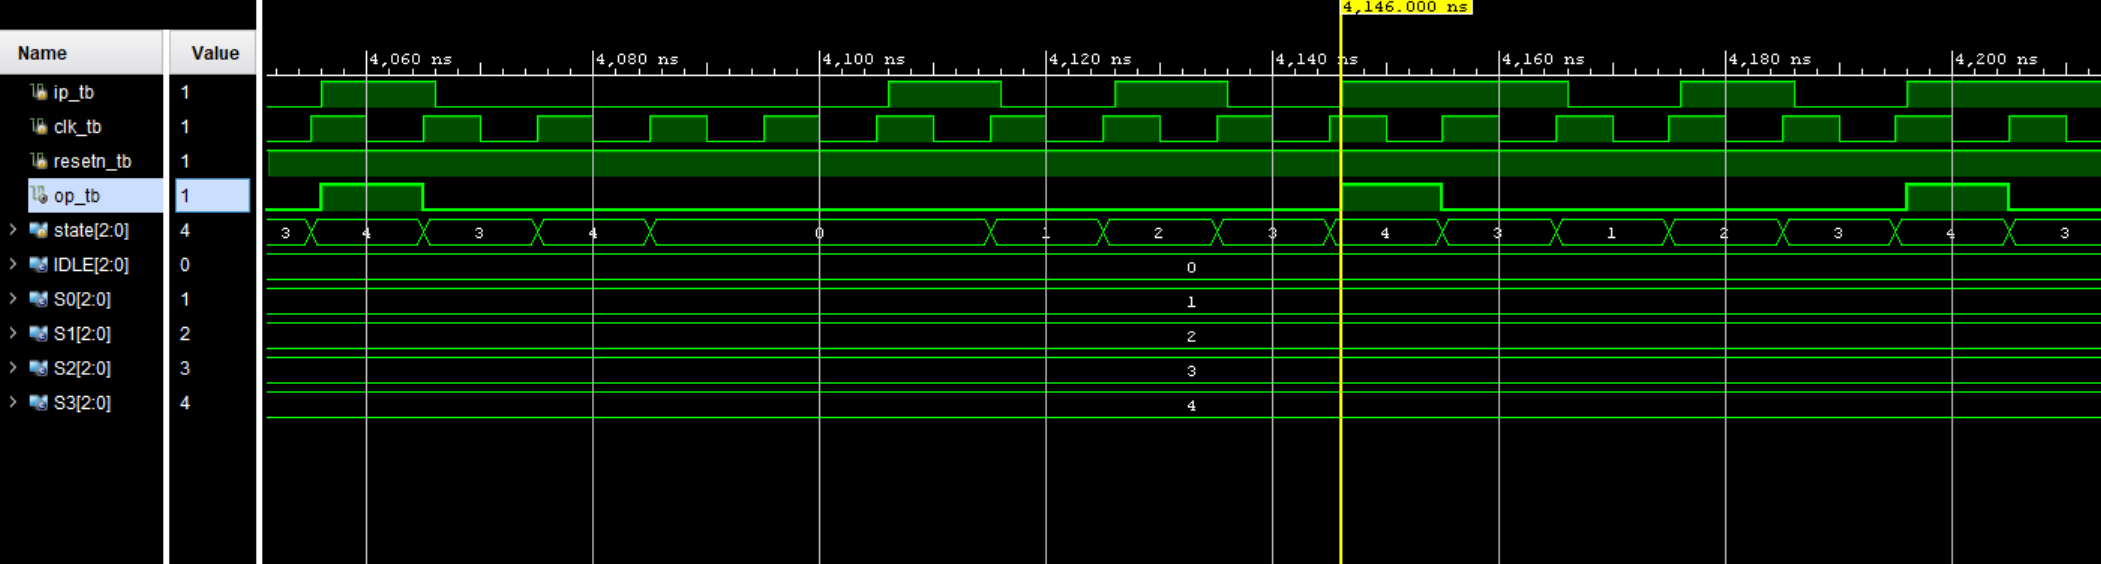 4,146.000 ns
Name Value 4,060 ns 4,080 ns 4,100 ns 4,120 ns 4,140 ns 4,160 ns 4,180 ns 4,200 ns
ip_tb 1
clk_tb 1
resetn_tb 1
op_tb 1
state[2:0] 4 3 4 3 4 0 1 2 3 4 3 1 2 3 4 3
IDLE[2:0] 0 0
S0[2:0] 1 1
S1[2:0] 2 2
S2[2:0] 3 3
S3[2:0] 4 4